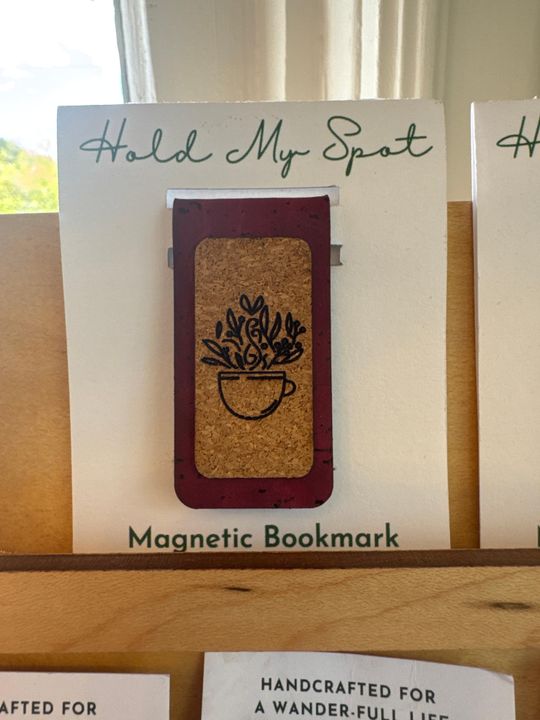 Hold My Spot
H
Magnetic Bookmark
AFTED FOR
HANDCRAFTED FOR
A WANDER-FULL LIFE